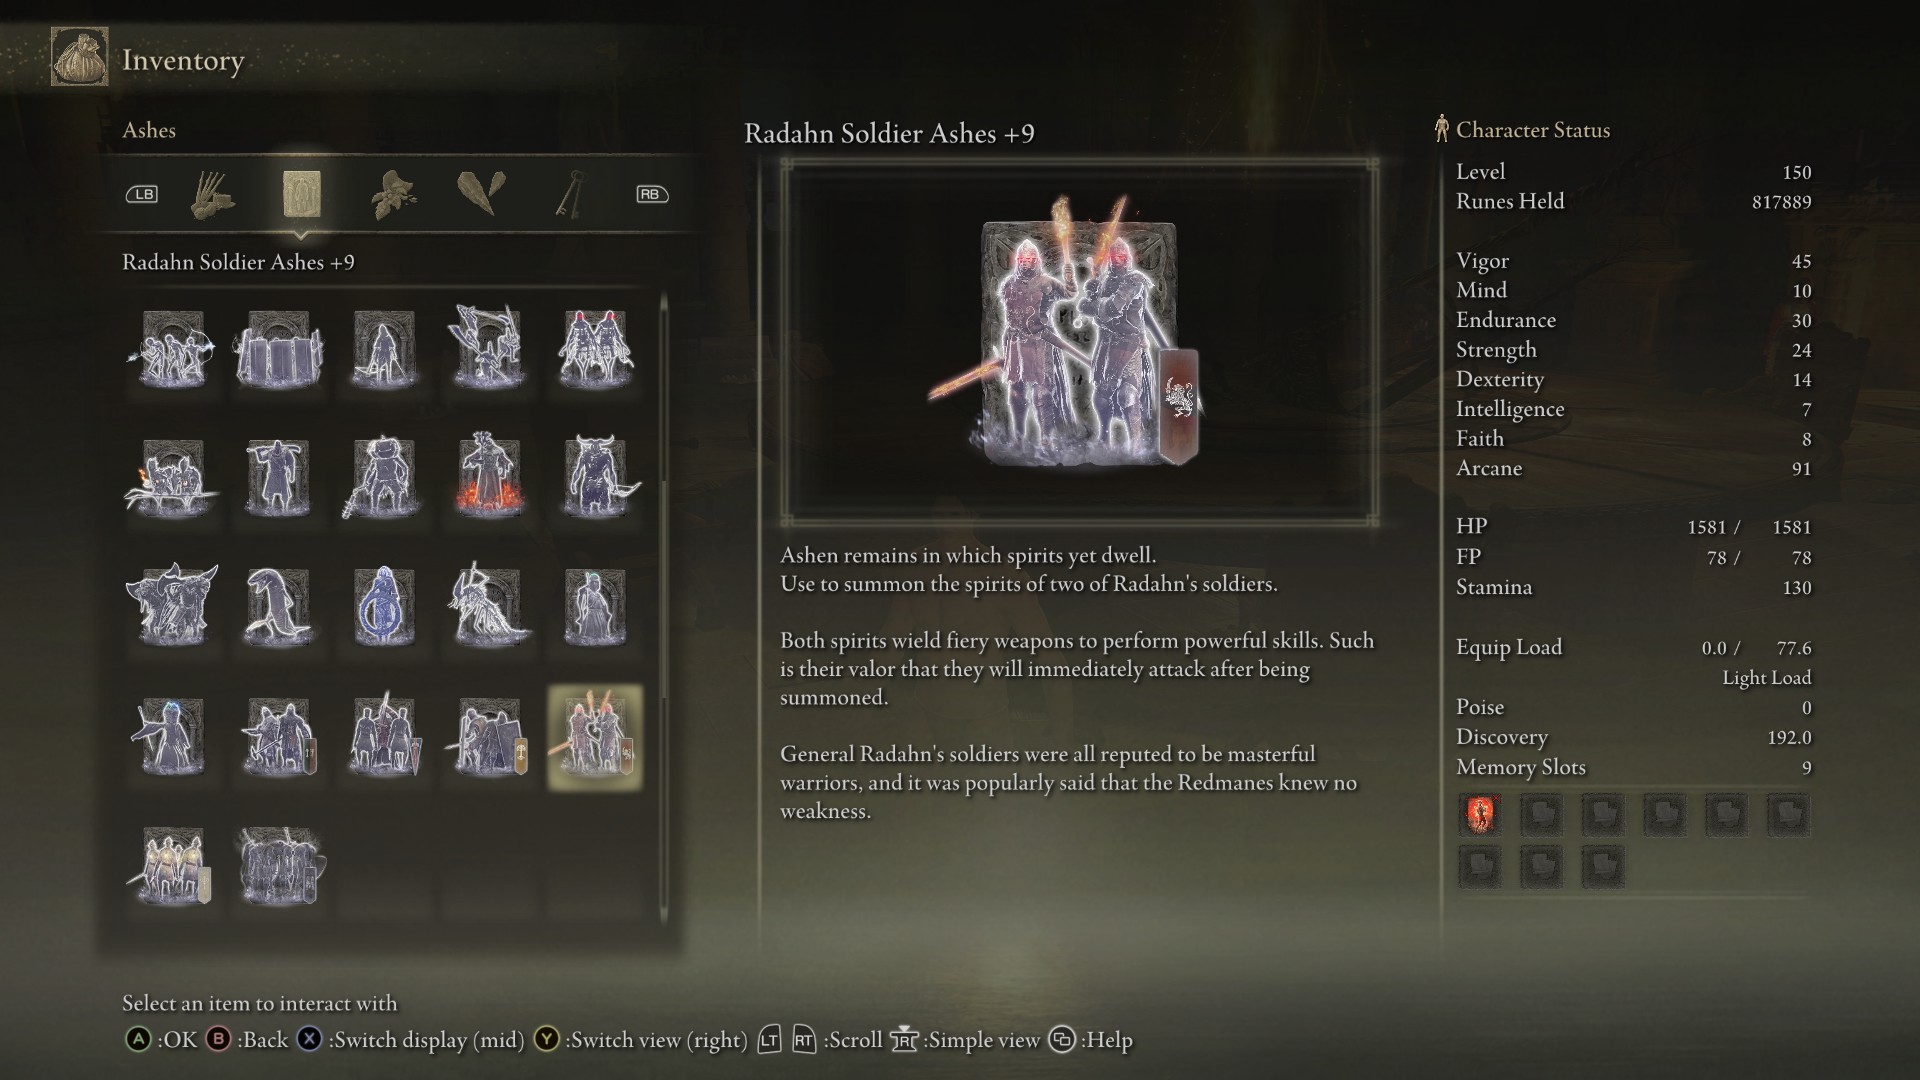 Inventory
Ashes
LB
RB
Radahn Soldier Ashes +9
Radahn Soldier Ashes +9
Ashen remains in which spirits yet dwell.
Use to summon the spirits of two of Radahn's soldiers.
Both spirits wield fiery weapons to perform powerful skills. Such
is their valor that they will immediately attack after being
summoned.
General Radahn's soldiers were all reputed to be masterful
warriors, and it was popularly said that the Redmanes knew no
weakness.
Character Status
Level 150
Runes Held 817889
Vigor 45
Mind 10
Endurance 30
Strength 24
Dexterity 14
Intelligence 7
Faith 8
Arcane 91
HP 1581 / 1581
FP 78 / 78
Stamina 130
Equip Load 0.0 / 77.6
Light Load
Poise 0
Discovery 192.0
Memory Slots 9
Select an item to interact with
A :OK B :Back X :Switch display (mid) Y :Switch view (right) LT RT :Scroll R :Simple view :Help